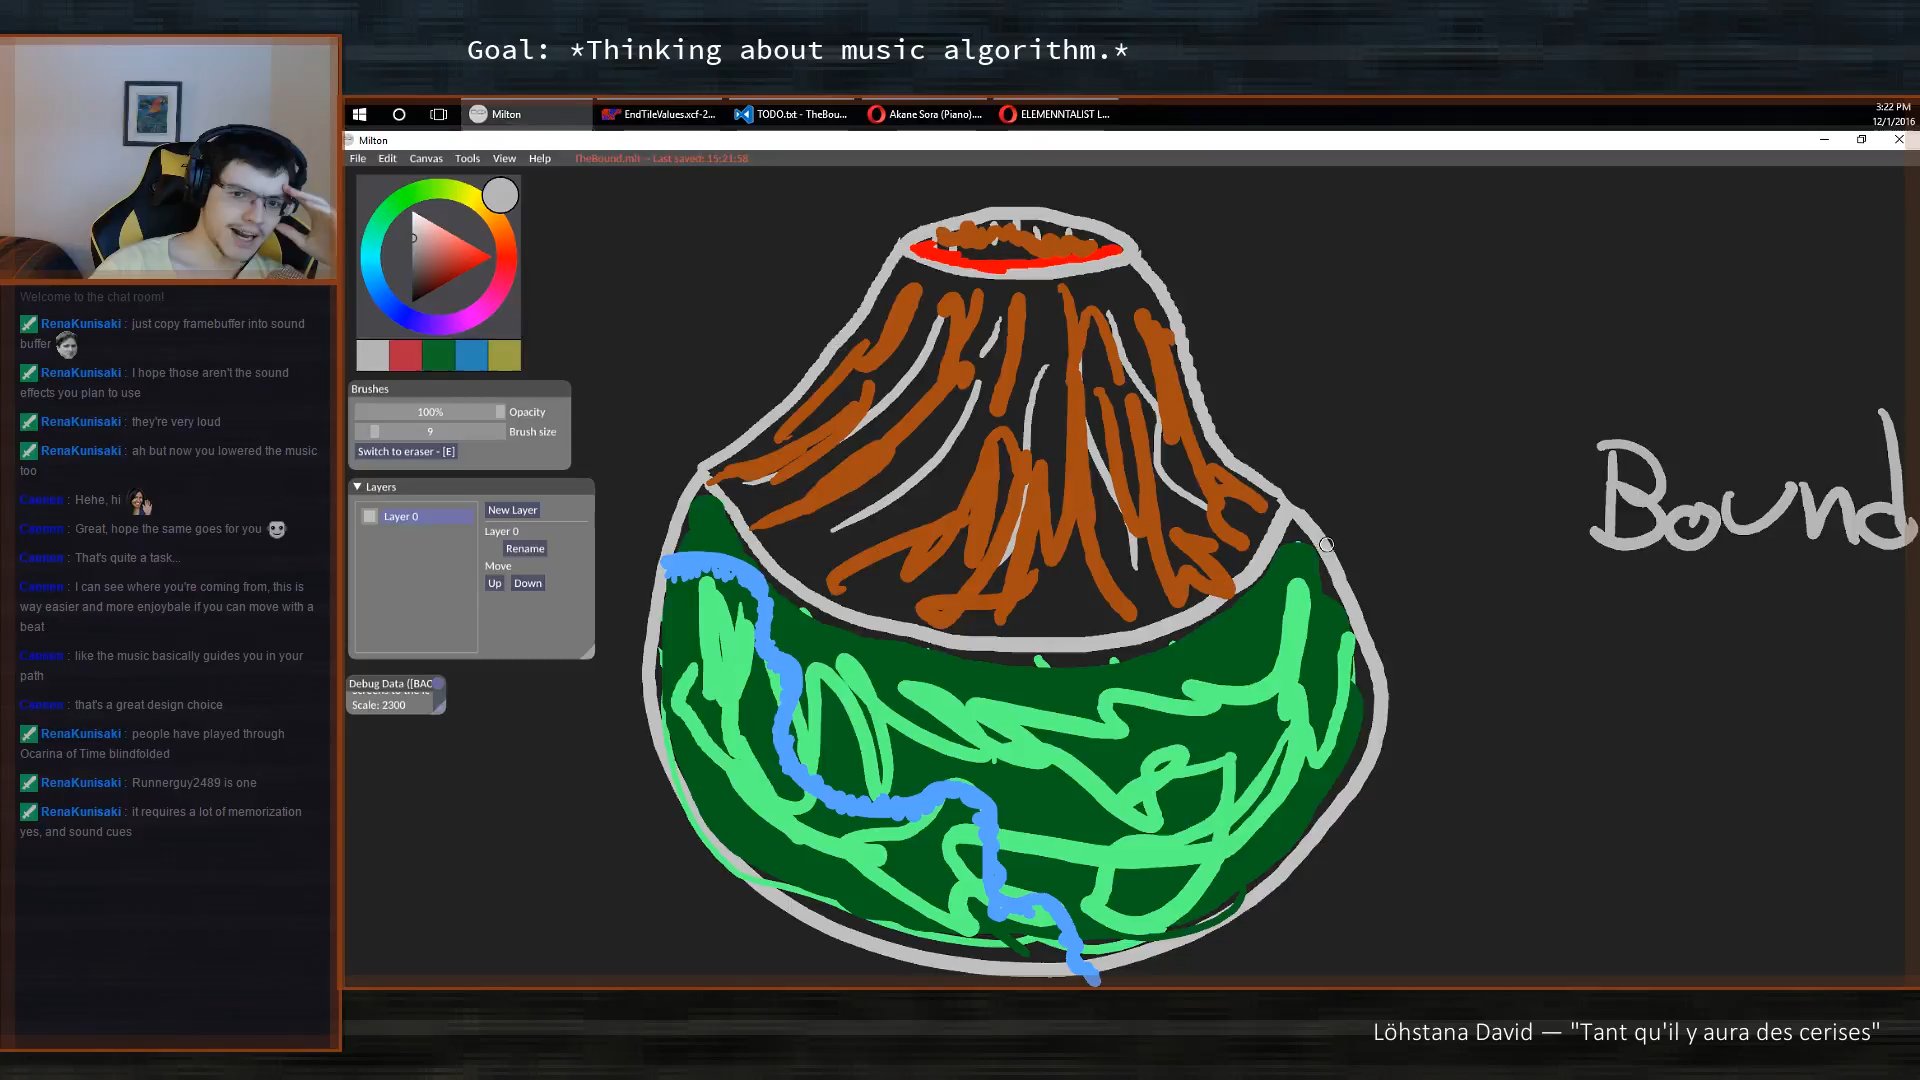 Goal: *Thinking about music algorithm.*
Milton
EndTileValues.xcf-2...
TODO.txt - TheBou...
Akane Sora (Piano)....
ELEMENNTALIST L...
3:22 PM
12/1/2016
Milton
File Edit Canvas Tools View Help
TheBound.mlt -- Last saved: 15:21:58
Brushes
100% Opacity
9 Brush size
Switch to eraser - [E]
Layers
Layer 0
New Layer
Layer 0
Rename
Move
Up Down
Debug Data ([BAC
Scale: 2300
Bound
Welcome to the chat room!
RenaKunisaki : just copy framebuffer into sound
buffer
RenaKunisaki : I hope those aren't the sound
effects you plan to use
RenaKunisaki : they're very loud
RenaKunisaki : ah but now you lowered the music
too
: Hehe, hi
: Great, hope the same goes for you
: That's quite a task...
: I can see where you're coming from, this is
way easier and more enjoybale if you can move with a
beat
: like the music basically guides you in your
path
: that's a great design choice
RenaKunisaki : people have played through
Ocarina of Time blindfolded
RenaKunisaki : Runnerguy2489 is one
RenaKunisaki : it requires a lot of memorization
yes, and sound cues
Löhstana David — "Tant qu'il y aura des cerises"